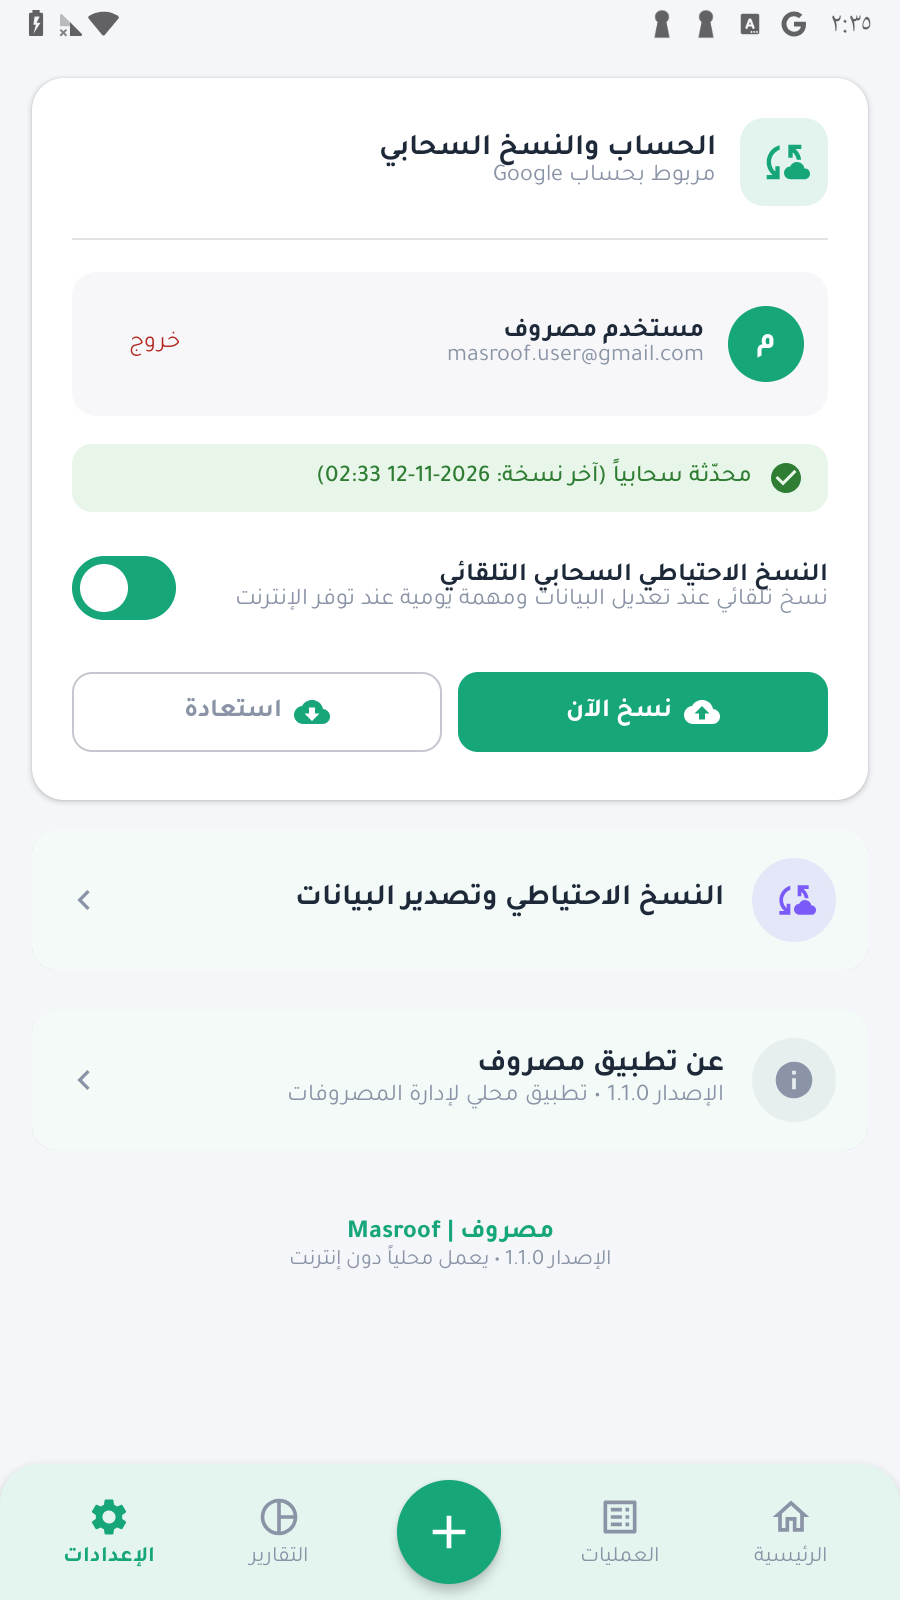 ٢:٣٥
الحساب والنسخ السحابي
مربوط بحساب Google
م
مستخدم مصروف
masroof.user@gmail.com
خروج
محدّثة سحابياً (آخر نسخة: 2026-11-12 02:33)
النسخ الاحتياطي السحابي التلقائي
نسخ تلقائي عند تعديل البيانات ومهمة يومية عند توفر الإنترنت
نسخ الآن
استعادة
النسخ الاحتياطي وتصدير البيانات
عن تطبيق مصروف
الإصدار 1.1.0 • تطبيق محلي لإدارة المصروفات
مصروف | Masroof
الإصدار 1.1.0 • يعمل محلياً دون إنترنت
الرئيسية
العمليات
التقارير
الإعدادات